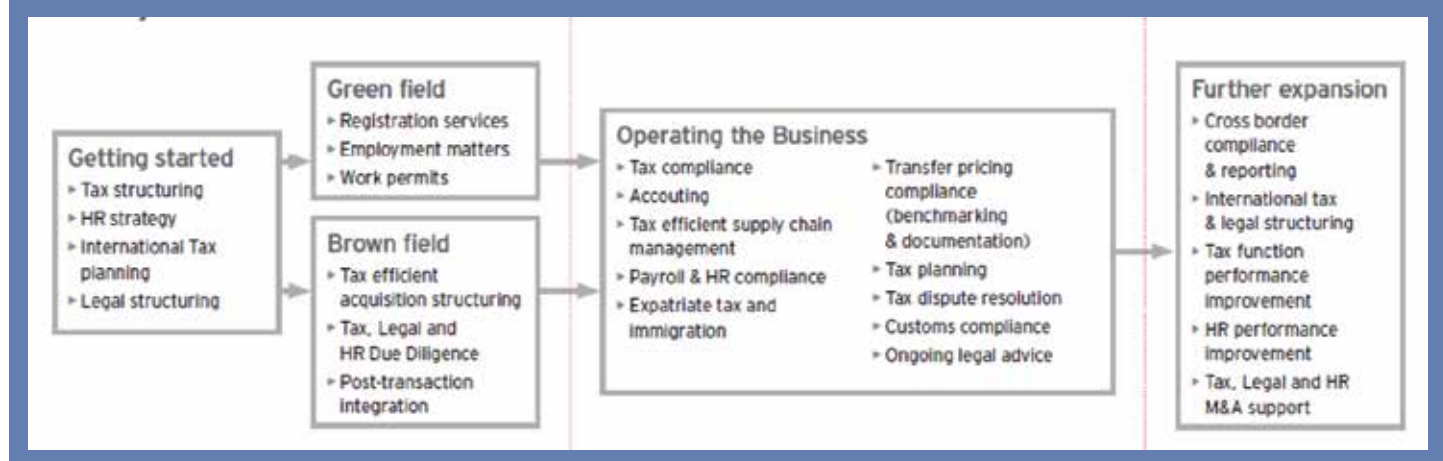 Getting started
▸ Tax structuring
▸ HR strategy
▸ International Tax
planning
▸ Legal structuring
Green field
▸ Registration services
▸ Employment matters
▸ Work permits
Brown field
▸ Tax efficient
acquisition structuring
▸ Tax, Legal and
HR Due Diligence
▸ Post-transaction
integration
Operating the Business
▸ Tax compliance
▸ Accouting
▸ Tax efficient supply chain
management
▸ Payroll & HR compliance
▸ Expatriate tax and
immigration
▸ Transfer pricing
compliance
(benchmarking
& documentation)
▸ Tax planning
▸ Tax dispute resolution
▸ Customs compliance
▸ Ongoing legal advice
Further expansion
▸ Cross border
compliance
& reporting
▸ International tax
& legal structuring
▸ Tax function
performance
improvement
▸ HR performance
improvement
▸ Tax, Legal and HR
M&A support